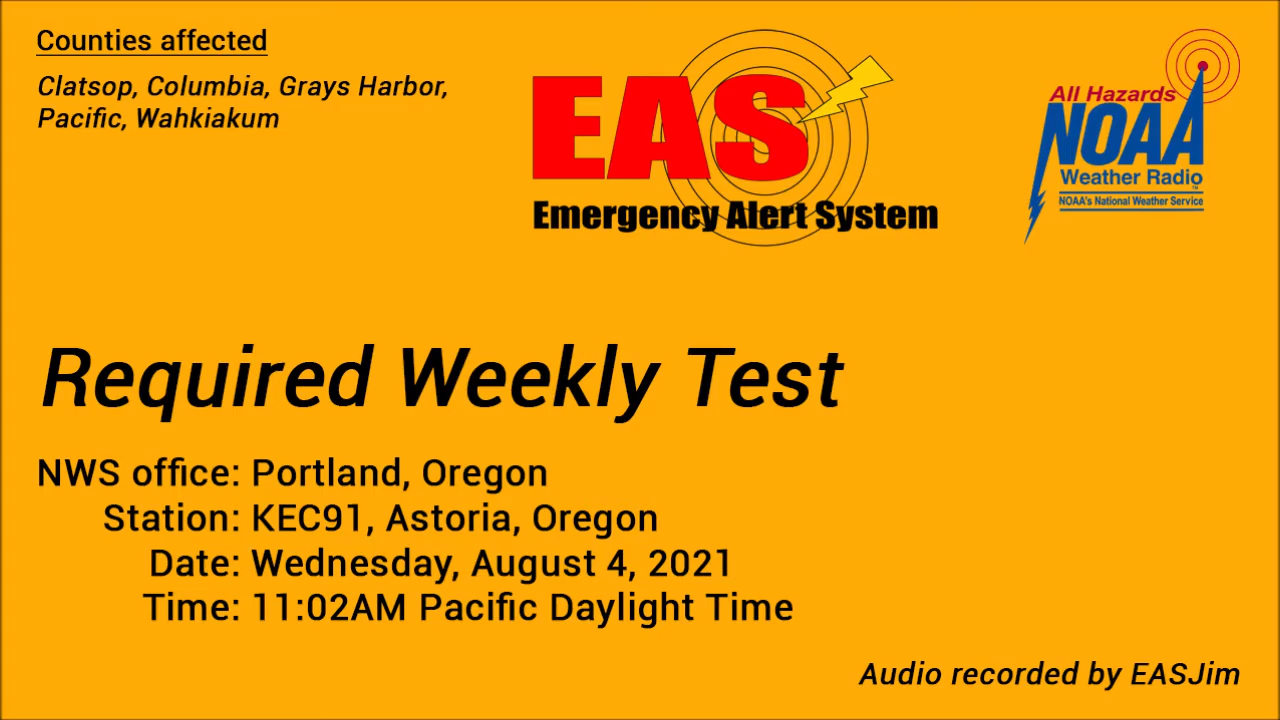 Counties affected
Clatsop, Columbia, Grays Harbor,
Pacific, Wahkiakum
EAS
Emergency Alert System
All Hazards
NOAA
Weather Radio
TM
NOAA's National Weather Service
Required Weekly Test
NWS office: Portland, Oregon
Station: KEC91, Astoria, Oregon
Date: Wednesday, August 4, 2021
Time: 11:02AM Pacific Daylight Time
Audio recorded by EASJim